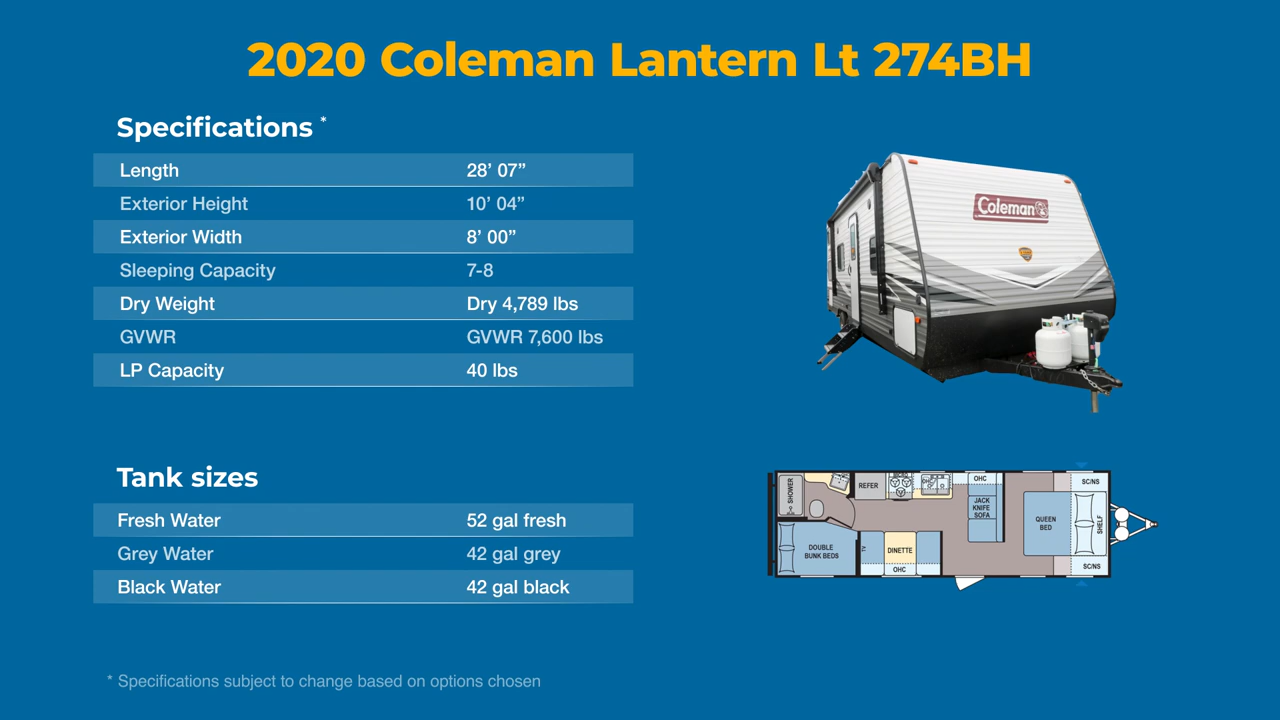 2020 Coleman Lantern Lt 274BH
Specifications *
Length 28’ 07”
Exterior Height 10’ 04”
Exterior Width 8’ 00”
Sleeping Capacity 7-8
Dry Weight Dry 4,789 lbs
GVWR GVWR 7,600 lbs
LP Capacity 40 lbs
Coleman
Tank sizes
Fresh Water 52 gal fresh
Grey Water 42 gal grey
Black Water 42 gal black
SHOWER
REFER
MICRO
OHC
OHC
JACK
KNIFE
SOFA
QUEEN
BED
SC/NS
SHELF
SC/NS
DOUBLE
BUNK BEDS
TV
DINETTE
OHC
* Specifications subject to change based on options chosen